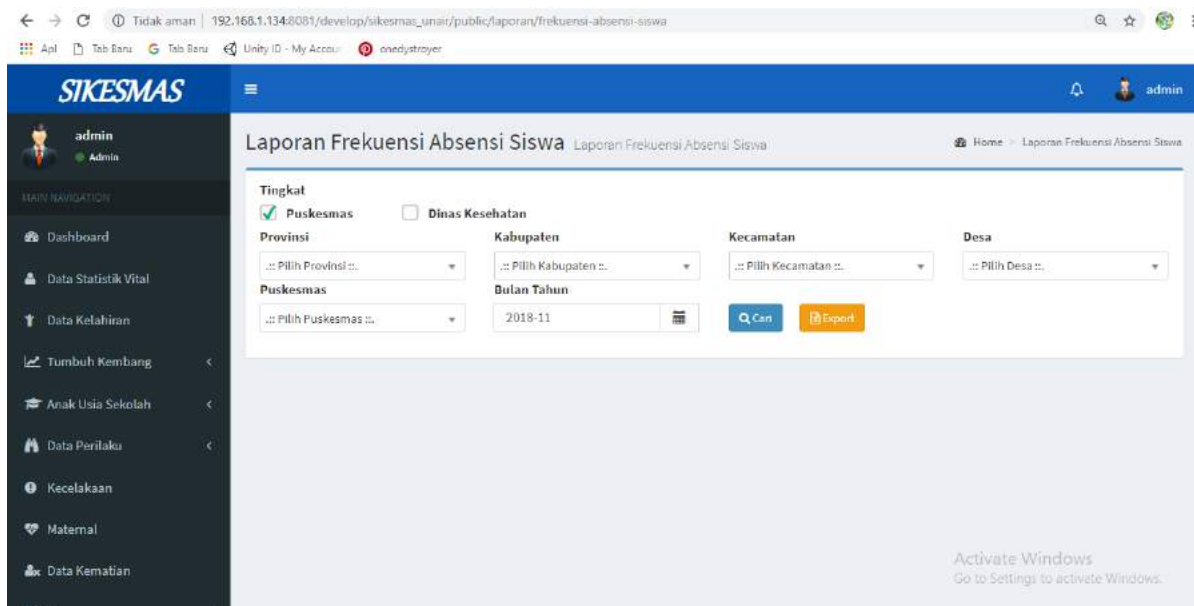 Tidak aman | 192.168.1.134:8081/develop/sikesmas_unair/public/laporan/frekuensi-absensi-siswa
Apl Tab Baru Tab Baru Unity ID - My Accou onedystroyer
SIKESMAS admin
admin
Admin
Laporan Frekuensi Absensi Siswa Laporan Frekuensi Absensi Siswa Home > Laporan Frekuensi Absensi Siswa
MAIN NAVIGATION
Tingkat
Puskesmas Dinas Kesehatan
Provinsi Kabupaten Kecamatan Desa
.:: Pilih Provinsi ::. .:: Pilih Kabupaten ::. .:: Pilih Kecamatan ::. .:: Pilih Desa ::.
Puskesmas Bulan Tahun
.:: Pilih Puskesmas ::. 2018-11 Cari Export
Dashboard
Data Statistik Vital
Data Kelahiran
Tumbuh Kembang
Anak Usia Sekolah
Data Perilaku
Kecelakaan
Maternal
Data Kematian
Activate Windows
Go to Settings to activate Windows.